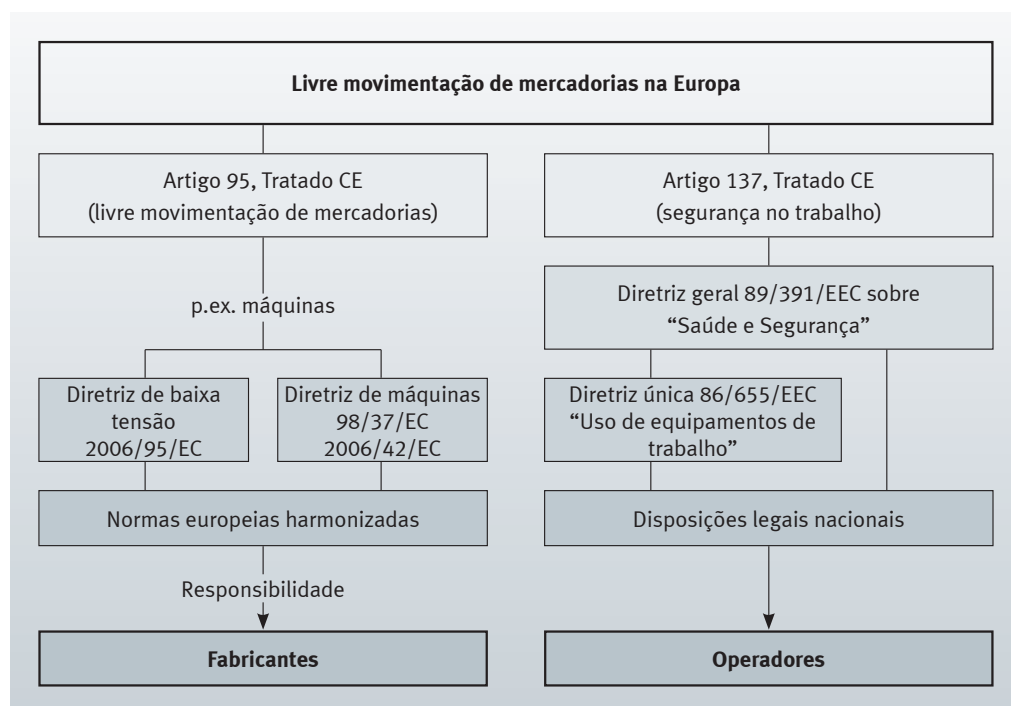 Livre movimentação de mercadorias na Europa
Artigo 95, Tratado CE
(livre movimentação de mercadorias)
p.ex. máquinas
Diretriz de baixa
tensão
2006/95/EC
Diretriz de máquinas
98/37/EC
2006/42/EC
Normas europeias harmonizadas
Responsibilidade
Fabricantes
Artigo 137, Tratado CE
(segurança no trabalho)
Diretriz geral 89/391/EEC sobre
“Saúde e Segurança”
Diretriz única 86/655/EEC
“Uso de equipamentos de
trabalho”
Disposições legais nacionais
Operadores